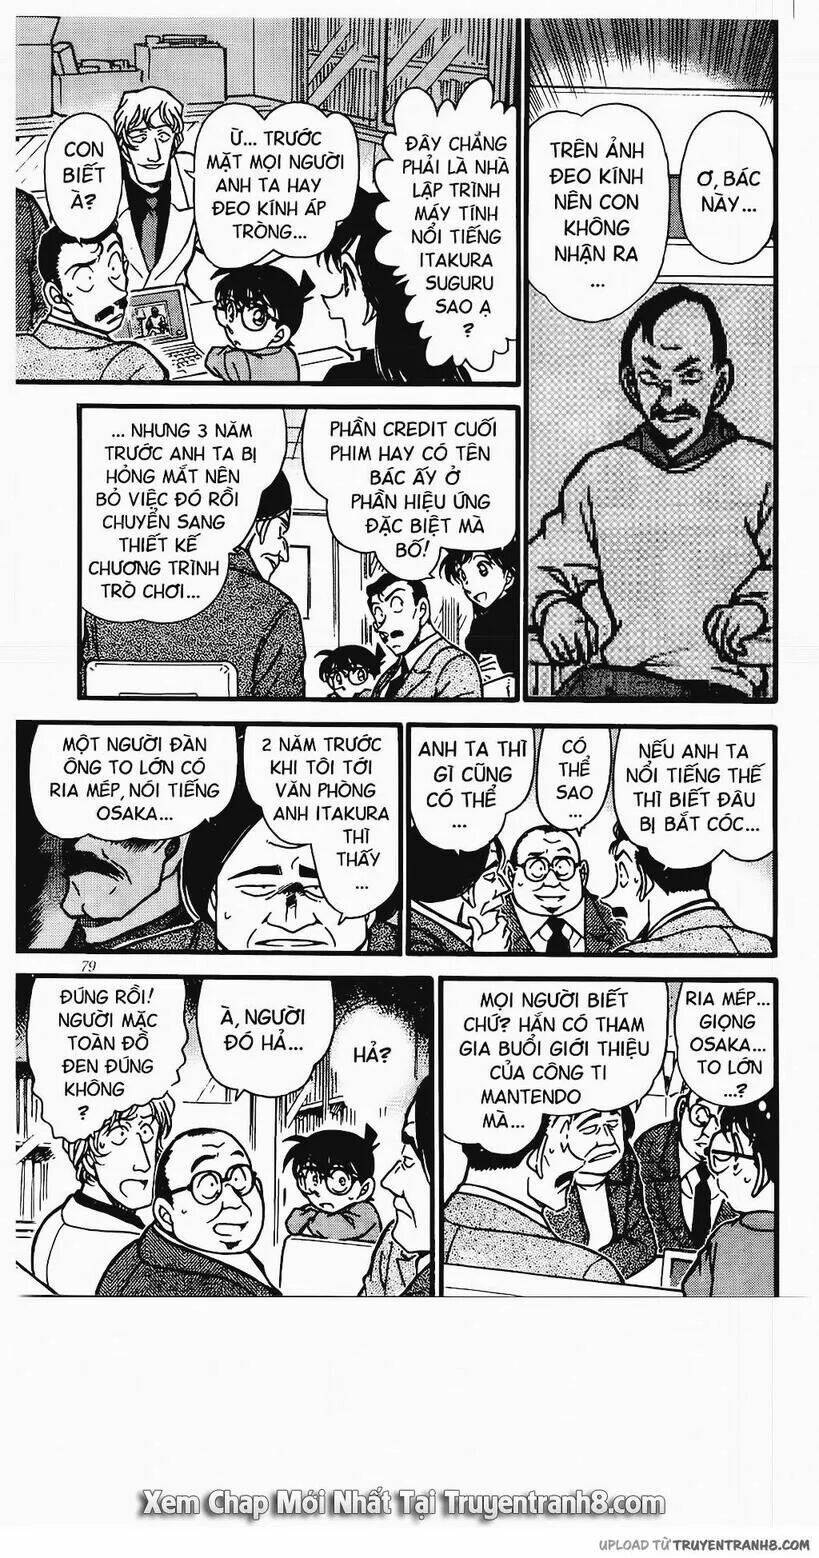 Ơ, BÁC
NÀY...
TRÊN ẢNH
ĐEO KÍNH
NÊN CON
KHÔNG
NHẬN RA
...
ĐÂY CHẲNG
PHẢI LÀ NHÀ
LẬP TRÌNH
MÁY TÍNH
NỔI TIẾNG
ITAKURA
SUGURU
SAO Ạ
?
Ừ... TRƯỚC
MẶT MỌI NGƯỜI
ANH TA HAY
ĐEO KÍNH ÁP
TRÒNG...
CON
BIẾT
À?
PHẦN CREDIT CUỐI
PHIM HAY CÓ TÊN
BÁC ẤY Ở
PHẦN HIỆU ỨNG
ĐẶC BIỆT MÀ
BỐ!
... NHƯNG 3 NĂM
TRƯỚC ANH TA BỊ
HỎNG MẮT NÊN
BỎ VIỆC ĐÓ RỒI
CHUYỂN SANG
THIẾT KẾ
CHƯƠNG TRÌNH
TRÒ CHƠI...
NẾU ANH TA
NỔI TIẾNG THẾ
THÌ BIẾT ĐÂU
BỊ BẮT CÓC...
CÓ
THỂ
SAO
...
ANH TA THÌ
GÌ CŨNG
CÓ THỂ
...
2 NĂM TRƯỚC
KHI TÔI TỚI
VĂN PHÒNG
ANH ITAKURA
THÌ
THẤY
...
MỘT NGƯỜI ĐÀN
ÔNG TO LỚN CÓ
RIA MÉP, NÓI TIẾNG
OSAKA...
79
RIA MÉP...
GIỌNG
OSAKA...
TO LỚN
...?
MỌI NGƯỜI BIẾT
CHỨ? HẮN CÓ THAM
GIA BUỔI GIỚI THIỆU
CỦA CÔNG TI
MANTENDO
MÀ...
HẢ?
À, NGƯỜI
ĐÓ HẢ...
ĐÚNG RỒI!
NGƯỜI MẶC
TOÀN ĐỒ
ĐEN ĐÚNG
KHÔNG
?
Xem Chap Mới Nhất Tại Truyentranh8.com
UPLOAD TỪ TRUYENTRANH8.COM